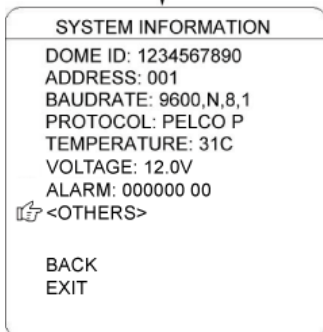 SYSTEM INFORMATION
DOME ID: 1234567890
ADDRESS: 001
BAUDRATE: 9600,N,8,1
PROTOCOL: PELCO P
TEMPERATURE: 31C
VOLTAGE: 12.0V
ALARM: 000000 00
<OTHERS>
BACK
EXIT